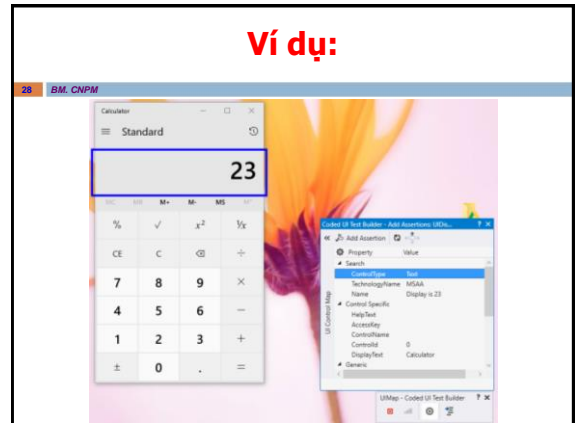 Ví dụ:
28 BM. CNPM
Calculator
Standard
23
MC MR M+ M- MS M˅
% √ x² ¹/x
CE C ⌫ ÷
7 8 9 ×
4 5 6 −
1 2 3 +
± 0 . =
Coded UI Test Builder - Add Assertions: UIDis... ? ×
« Add Assertion
Property Value
Search
ControlType Text
TechnologyName MSAA
Name Display is 23
Control Specific
HelpText
AccessKey
ControlName
ControlId 0
DisplayText Calculator
Generic
UI Control Map
UIMap - Coded UI Test Builder ? ×